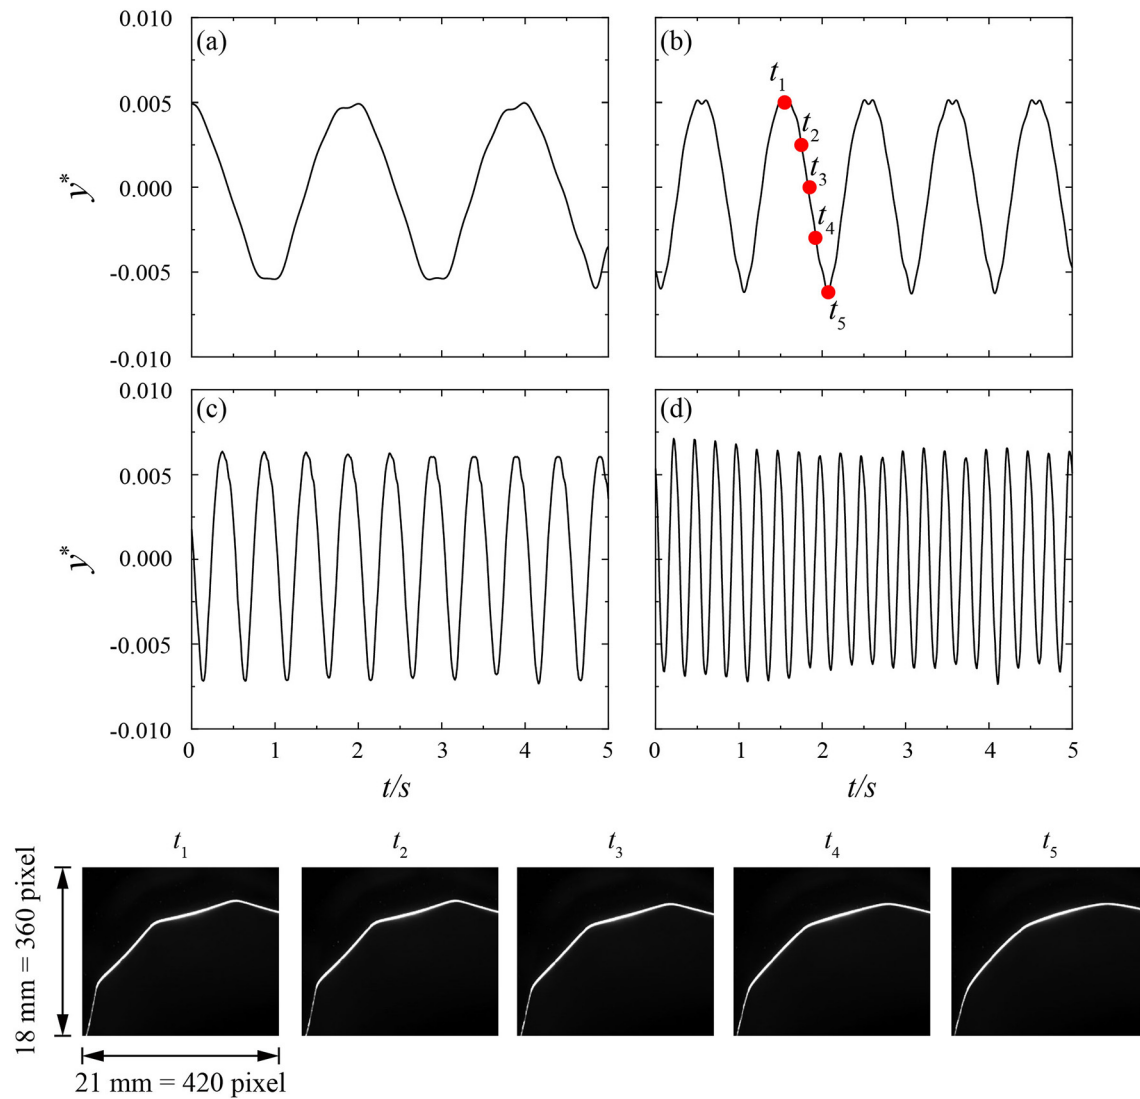 (a)
0.010
0.005
0.000
-0.005
-0.010
y*
(b)
t1
t2
t3
t4
t5
(c)
0.010
0.005
0.000
-0.005
-0.010
y*
0 1 2 3 4 5
t/s
(d)
0 1 2 3 4 5
t/s
t1 t2 t3 t4 t5
18 mm = 360 pixel
21 mm = 420 pixel